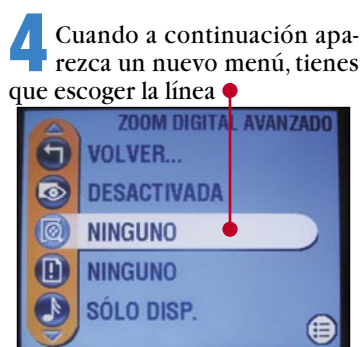 4 Cuando a continuación apa-
rezca un nuevo menú, tienes
que escoger la línea
ZOOM DIGITAL AVANZADO
VOLVER...
DESACTIVADA
NINGUNO
NINGUNO
SÓLO DISP.